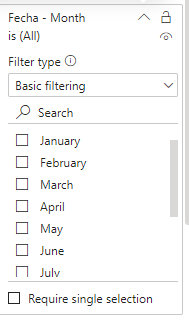 Fecha - Month
is (All)
Filter type
Basic filtering
Search
January
February
March
April
May
June
July
Require single selection